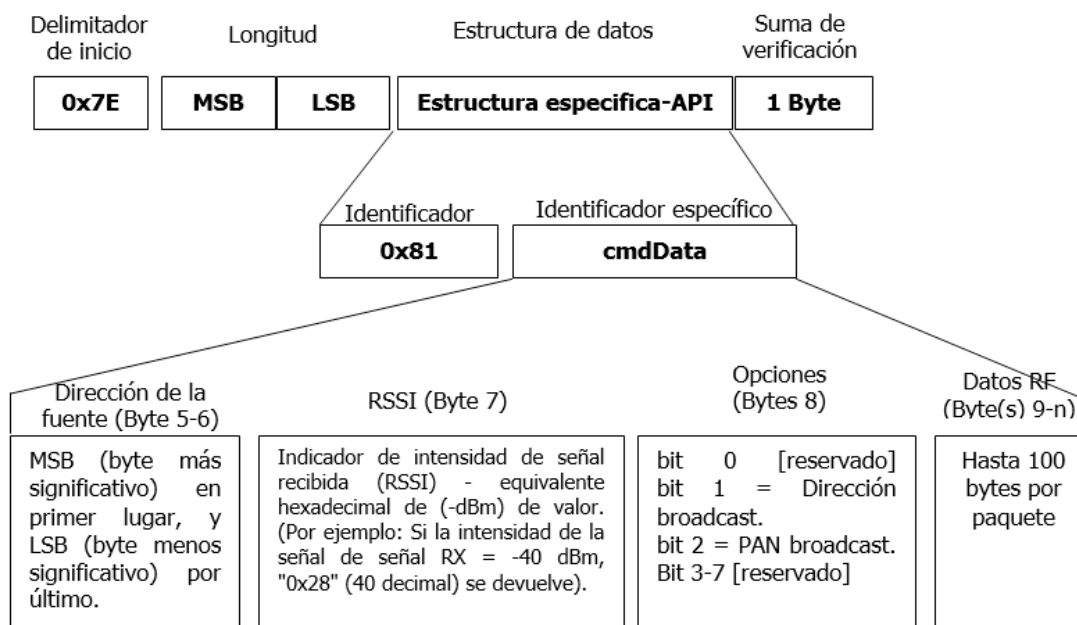 Delimitador
de inicio
Longitud
Estructura de datos
Suma de
verificación
0x7E
MSB
LSB
Estructura especifica-API
1 Byte
Identificador
Identificador específico
0x81
cmdData
Dirección de la
fuente (Byte 5-6)
RSSI (Byte 7)
Opciones
(Bytes 8)
Datos RF
(Byte(s) 9-n)
MSB (byte más
significativo) en
primer lugar, y
LSB (byte menos
significativo) por
último.
Indicador de intensidad de señal
recibida (RSSI) - equivalente
hexadecimal de (-dBm) de valor.
(Por ejemplo: Si la intensidad de la
señal de señal RX = -40 dBm,
"0x28" (40 decimal) se devuelve).
bit 0 [reservado]
bit 1 = Dirección
broadcast.
bit 2 = PAN broadcast.
Bit 3-7 [reservado]
Hasta 100
bytes por
paquete